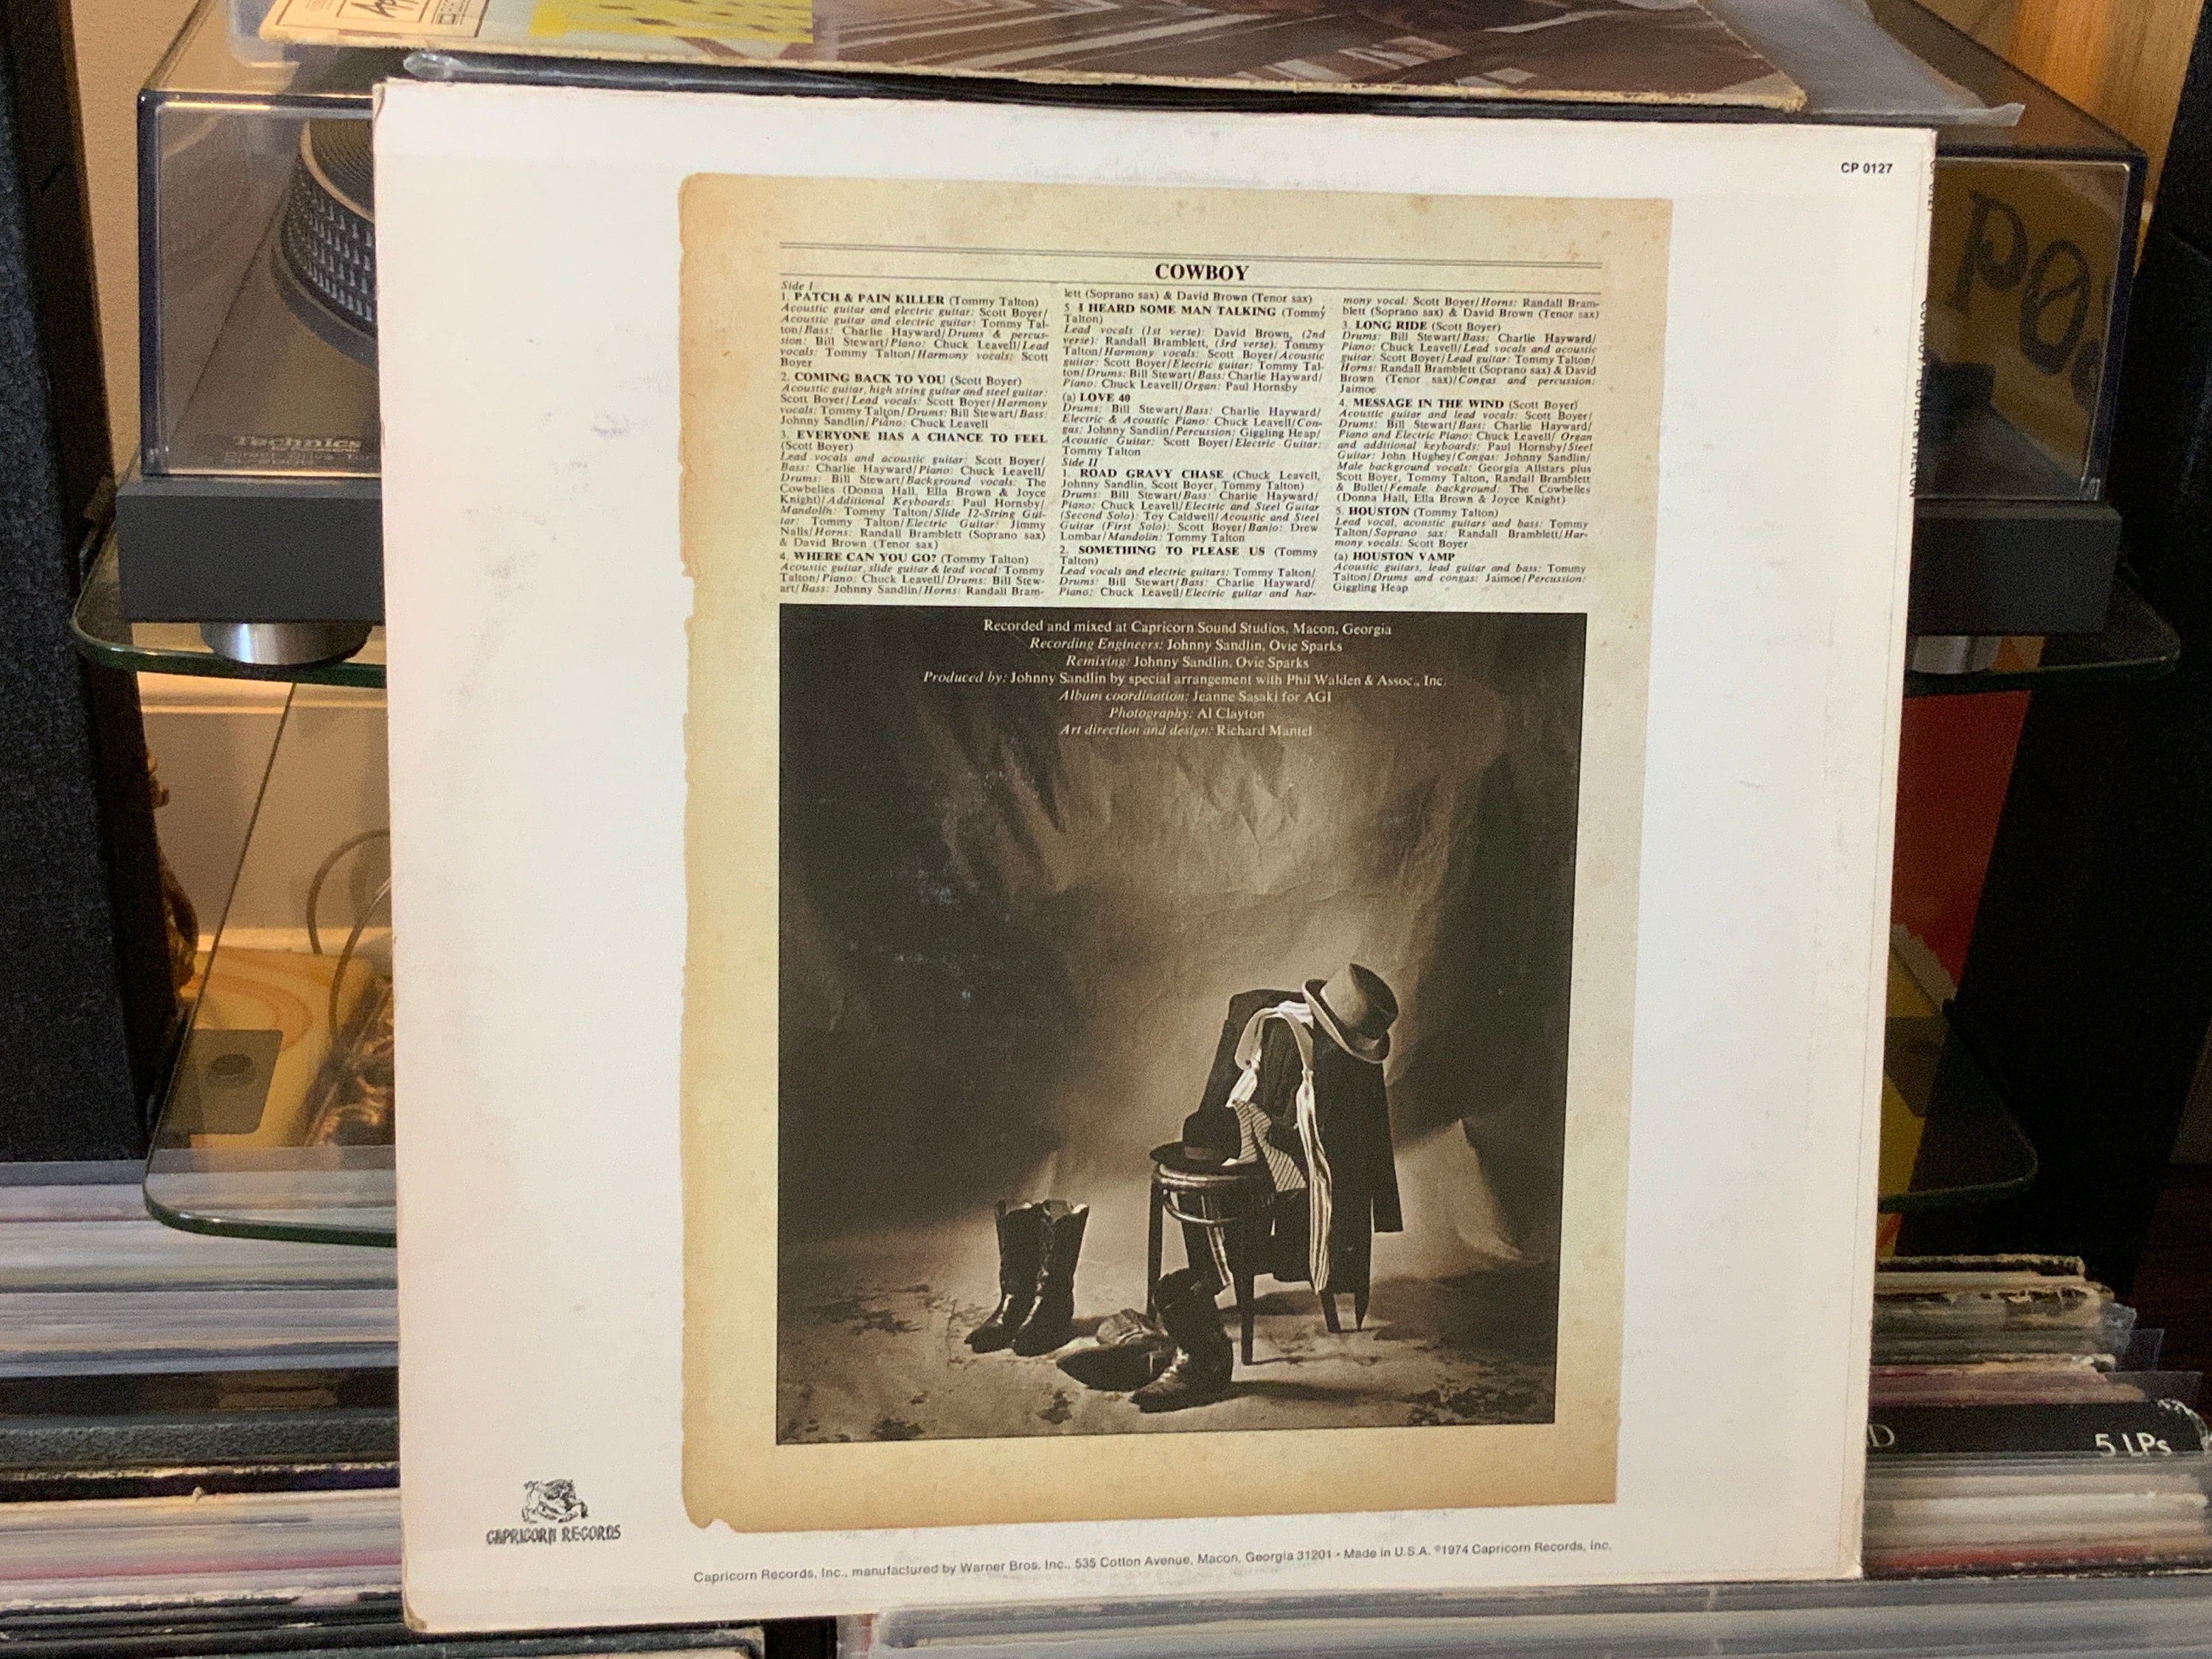 CP 0127
COWBOY
Side I
1. PATCH & PAIN KILLER (Tommy Talton)
Acoustic guitar and electric guitar: Scott Boyer/
Acoustic guitar and electric guitar: Tommy Tal-
ton/Bass: Charlie Hayward/Drums & percus-
sion: Bill Stewart/Piano: Chuck Leavell/Lead
vocals: Tommy Talton/Harmony vocals: Scott
Boyer
2. COMING BACK TO YOU (Scott Boyer)
Acoustic guitar, high string guitar and steel guitar:
Scott Boyer/Lead vocals: Scott Boyer/Harmony
vocals: Tommy Talton/Drums: Bill Stewart/Bass:
Johnny Sandlin/Piano: Chuck Leavell
3. EVERYONE HAS A CHANCE TO FEEL
(Scott Boyer)
Lead vocals and acoustic guitar: Scott Boyer/
Bass: Charlie Hayward/Piano: Chuck Leavell/
Drums: Bill Stewart/Background vocals: The
Cowbelles (Donna Hall, Ella Brown & Joyce
Knight)/Additional Keyboards: Paul Hornsby/
Mandolin: Tommy Talton/Slide 12-String Gui-
tar: Tommy Talton/Electric Guitar: Jimmy
Nalls/Horns: Randall Bramblett (Soprano sax)
& David Brown (Tenor sax)
4. WHERE CAN YOU GO? (Tommy Talton)
Acoustic guitar, slide guitar & lead vocal: Tommy
Talton/Piano: Chuck Leavell/Drums: Bill Stew-
art/Bass: Johnny Sandlin/Horns: Randall Bram-
lett (Soprano sax) & David Brown (Tenor sax)
5. I HEARD SOME MAN TALKING (Tommy
Talton)
Lead vocals (1st verse): David Brown, (2nd
verse): Randall Bramblett, (3rd verse): Tommy
Talton/Harmony vocals: Scott Boyer/Acoustic
guitar: Scott Boyer/Electric guitar: Tommy Tal-
ton/Drums: Bill Stewart/Bass: Charlie Hayward/
Piano: Chuck Leavell/Organ: Paul Hornsby
(a) LOVE 40
Drums: Bill Stewart/Bass: Charlie Hayward/
Electric & Acoustic Piano: Chuck Leavell/Con-
gas: Johnny Sandlin/Percussion: Giggling Heap/
Acoustic Guitar: Scott Boyer/Electric Guitar:
Tommy Talton
Side II
1. ROAD GRAVY CHASE (Chuck Leavell,
Johnny Sandlin, Scott Boyer, Tommy Talton)
Drums: Bill Stewart/Bass: Charlie Hayward/
Piano: Chuck Leavell/Electric and Steel Guitar
(Second Solo): Toy Caldwell/Acoustic and Steel
Guitar (First Solo): Scott Boyer/Banjo: Drew
Lombar/Mandolin: Tommy Talton
2. SOMETHING TO PLEASE US (Tommy
Talton)
Lead vocals and electric guitars: Tommy Talton/
Drums: Bill Stewart/Bass: Charlie Hayward/
Piano: Chuck Leavell/Electric guitar and har-
mony vocal: Scott Boyer/Horns: Randall Bram-
blett (Soprano sax) & David Brown (Tenor sax)
3. LONG RIDE (Scott Boyer)
Drums: Bill Stewart/Bass: Charlie Hayward/
Piano: Chuck Leavell/Lead vocals and acoustic
guitar: Scott Boyer/Lead guitar: Tommy Talton/
Horns: Randall Bramblett (Soprano sax) & David
Brown (Tenor sax)/Congas and percussion:
Jaimoe
4. MESSAGE IN THE WIND (Scott Boyer)
Acoustic guitar and lead vocals: Scott Boyer/
Drums: Bill Stewart/Bass: Charlie Hayward/
Piano and Electric Piano: Chuck Leavell/Organ
and additional keyboards: Paul Hornsby/Steel
Guitar: John Hughey/Congas: Johnny Sandlin/
Male background vocals: Georgia Allstars plus
Scott Boyer, Tommy Talton, Randall Bramblett
& Bullet/Female background: The Cowbelles
(Donna Hall, Ella Brown & Joyce Knight)
5. HOUSTON (Tommy Talton)
Lead vocal, acoustic guitars and bass: Tommy
Talton/Soprano sax: Randall Bramblett/Har-
mony vocals: Scott Boyer
(a) HOUSTON VAMP
Acoustic guitars, lead guitar and bass: Tommy
Talton/Drums and congas: Jaimoe/Percussion:
Giggling Heap
Recorded and mixed at Capricorn Sound Studios, Macon, Georgia
Recording Engineers: Johnny Sandlin, Ovie Sparks
Remixing: Johnny Sandlin, Ovie Sparks
Produced by: Johnny Sandlin by special arrangement with Phil Walden & Assoc., Inc.
Album coordination: Jeanne Sasaki for AGI
Photography: Al Clayton
Art direction and design: Richard Mantel
CAPRICORN RECORDS
Capricorn Records, Inc., manufactured by Warner Bros. Inc., 535 Cotton Avenue, Macon, Georgia 31201 • Made in U.S.A. ℗1974 Capricorn Records, Inc.
Technics
5 LPs